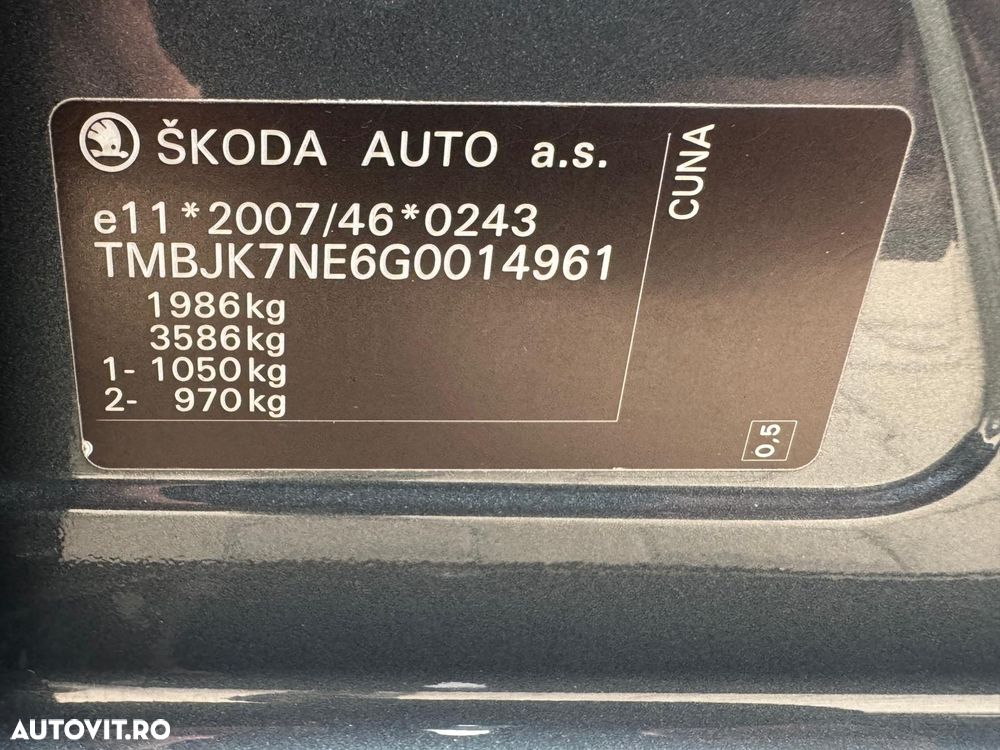 ŠKODA AUTO a.s.
e11*2007/46*0243
TMBJK7NE6G0014961
1986kg
3586kg
1- 1050kg
2- 970kg
CUNA
0,5
AUTOVIT.RO